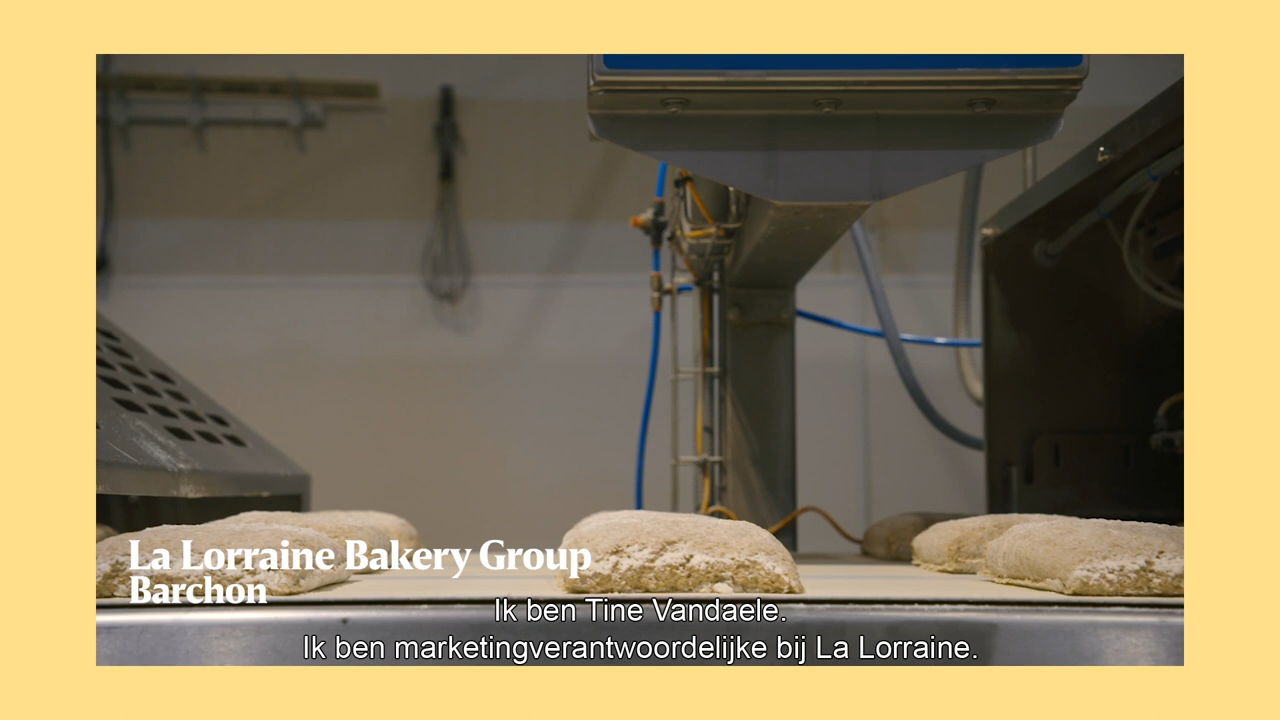 La Lorraine Bakery Group
Barchon
Ik ben Tine Vandaele.
Ik ben marketingverantwoordelijke bij La Lorraine.